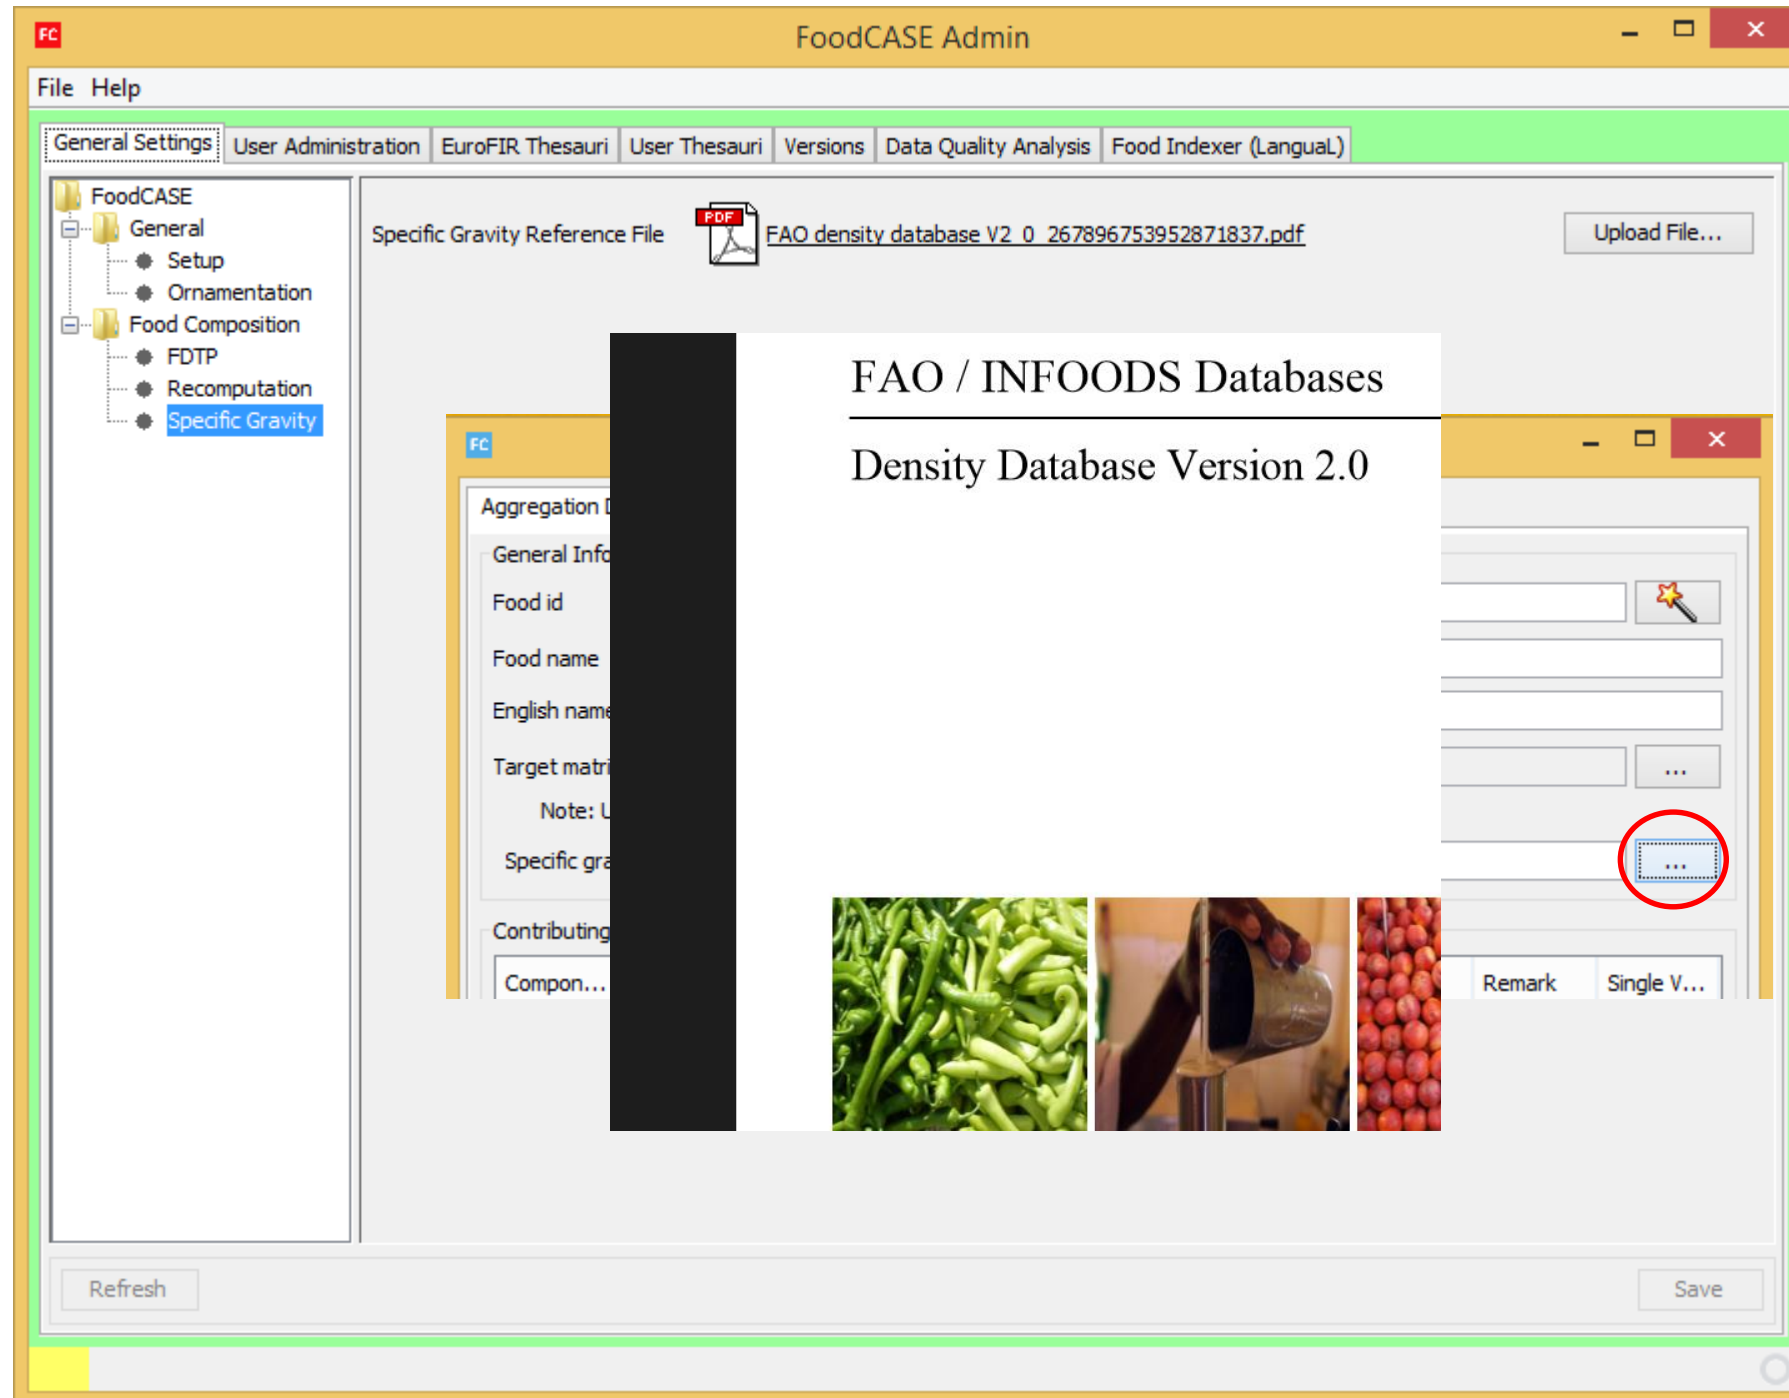 FC
FoodCASE Admin
File Help
General Settings User Administration EuroFIR Thesauri User Thesauri Versions Data Quality Analysis Food Indexer (LanguaL)
FoodCASE
General
Setup
Ornamentation
Food Composition
FDTP
Recomputation
Specific Gravity
Specific Gravity Reference File PDF FAO density database V2_0_267896753952871837.pdf Upload File...
FAO / INFOODS Databases
Density Database Version 2.0
FC
Aggregation
General Info
Food id
Food name
English name
Target matri
...
Note: U
Specific gra
...
Contributing
Compon... Remark Single V...
Refresh Save